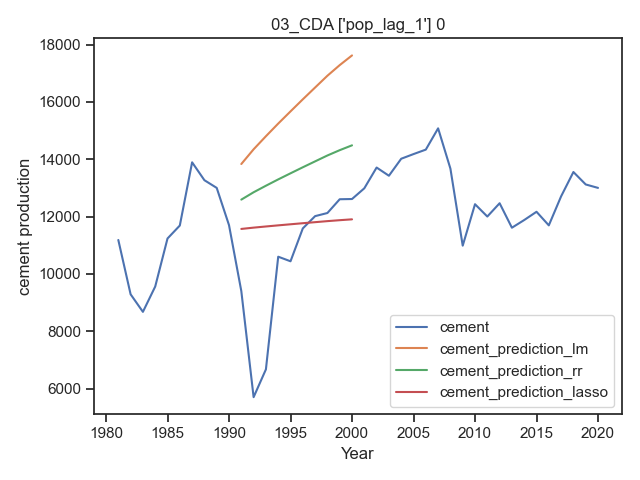 03_CDA ['pop_lag_1'] 0
cement production
18000
16000
14000
12000
10000
8000
6000
1980 1985 1990 1995 2000 2005 2010 2015 2020
Year
cement
cement_prediction_lm
cement_prediction_rr
cement_prediction_lasso